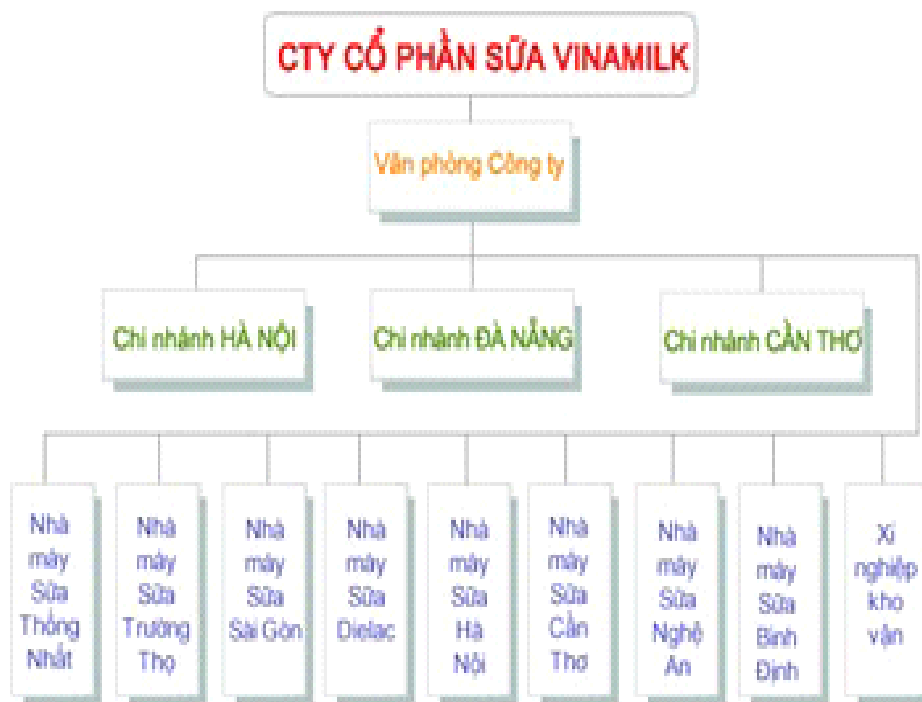 CTY CỔ PHẦN SỮA VINAMILK
Văn phòng Công ty
Chi nhánh HÀ NỘI
Chi nhánh ĐÀ NẴNG
Chi nhánh CẦN THƠ
Nhà
máy
Sữa
Thống
Nhất
Nhà
máy
Sữa
Trường
Thọ
Nhà
máy
Sữa
Sài Gòn
Nhà
máy
Sữa
Dielac
Nhà
máy
Sữa
Hà
Nội
Nhà
máy
Sữa
Cần
Thơ
Nhà
máy
Sữa
Nghệ
An
Nhà
máy
Sữa
Bình
Định
Xí
nghiệp
kho
vận